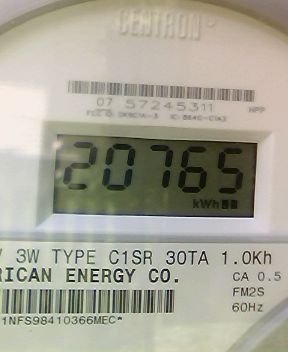 CENTRON®
07 57245311 HPP
20765
kWh
V 3W TYPE C1SR 30TA 1.0Kh
RICAN ENERGY CO. CA 0.5
FM2S
60Hz
1NFS98410366MEC*